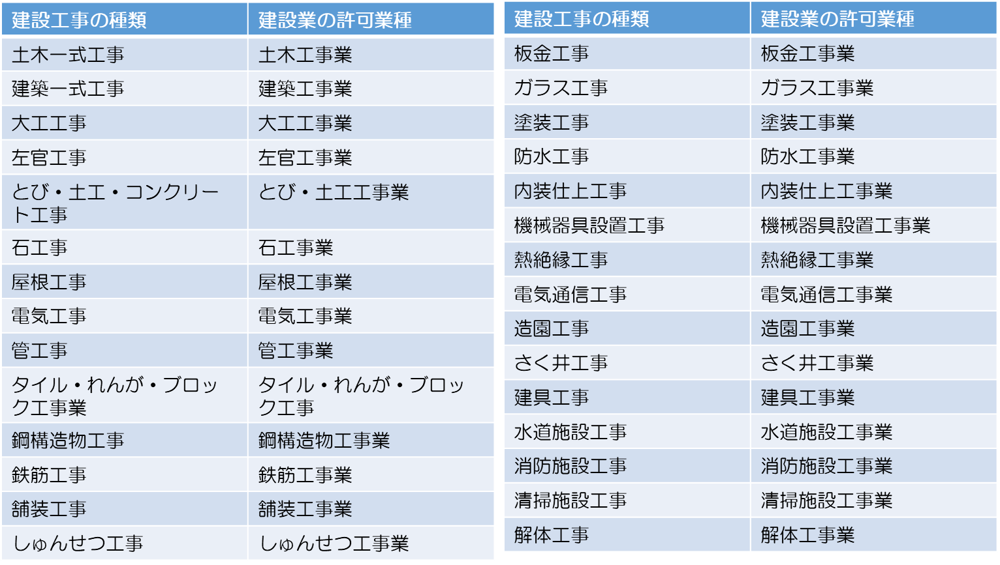 建設工事の種類 建設業の許可業種
土木一式工事 土木工事業
建築一式工事 建築工事業
大工工事 大工工事業
左官工事 左官工事業
とび・土工・コンクリー
ト工事
とび・土工工事業
石工事 石工事業
屋根工事 屋根工事業
電気工事 電気工事業
管工事 管工事業
タイル・れんが・ブロッ
ク工事業
タイル・れんが・ブロッ
ク工事
鋼構造物工事 鋼構造物工事業
鉄筋工事 鉄筋工事業
舗装工事 舗装工事業
しゅんせつ工事 しゅんせつ工事業
建設工事の種類 建設業の許可業種
板金工事 板金工事業
ガラス工事 ガラス工事業
塗装工事 塗装工事業
防水工事 防水工事業
内装仕上工事 内装仕上工事業
機械器具設置工事 機械器具設置工事業
熱絶縁工事 熱絶縁工事業
電気通信工事 電気通信工事業
造園工事 造園工事業
さく井工事 さく井工事業
建具工事 建具工事業
水道施設工事 水道施設工事業
消防施設工事 消防施設工事業
清掃施設工事 清掃施設工事業
解体工事 解体工事業